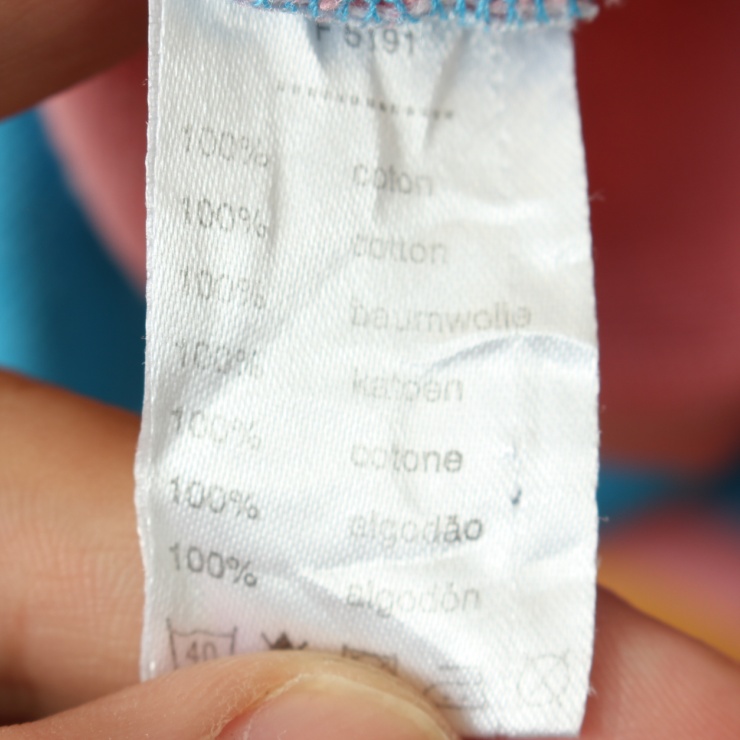 F 5191
100% coton
100% cotton
100% baumwolle
100% katoen
100% cotone
100% algodão
100% algodón
40